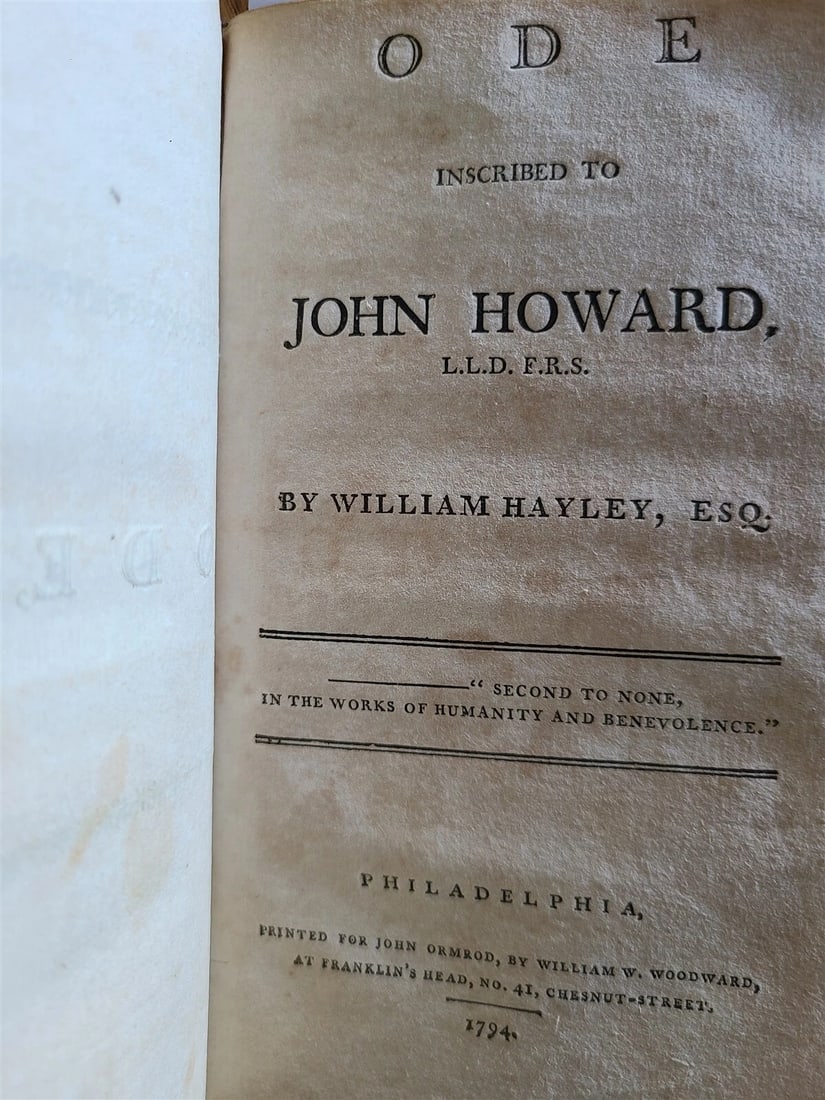 O D E
INSCRIBED TO
JOHN HOWARD,
L.L.D. F.R.S.
BY WILLIAM HAYLEY, ESQ.
———“ SECOND TO NONE,
IN THE WORKS OF HUMANITY AND BENEVOLENCE.”
PHILADELPHIA,
PRINTED FOR JOHN ORMROD, BY WILLIAM W. WOODWARD,
AT FRANKLIN'S HEAD, NO. 41, CHESNUT-STREET.
1794.